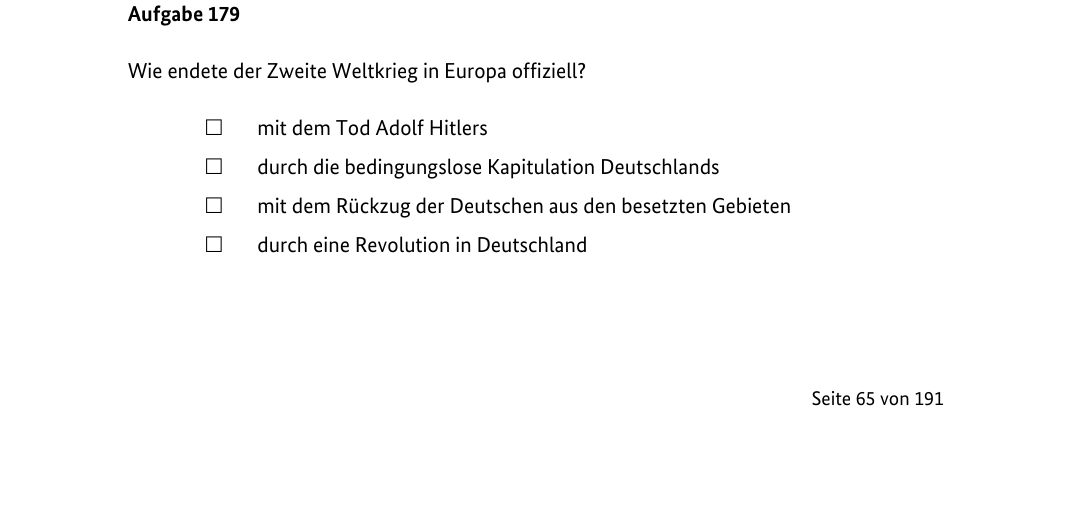 Aufgabe 179
Wie endete der Zweite Weltkrieg in Europa offiziell?
☐ mit dem Tod Adolf Hitlers
☐ durch die bedingungslose Kapitulation Deutschlands
☐ mit dem Rückzug der Deutschen aus den besetzten Gebieten
☐ durch eine Revolution in Deutschland
Seite 65 von 191